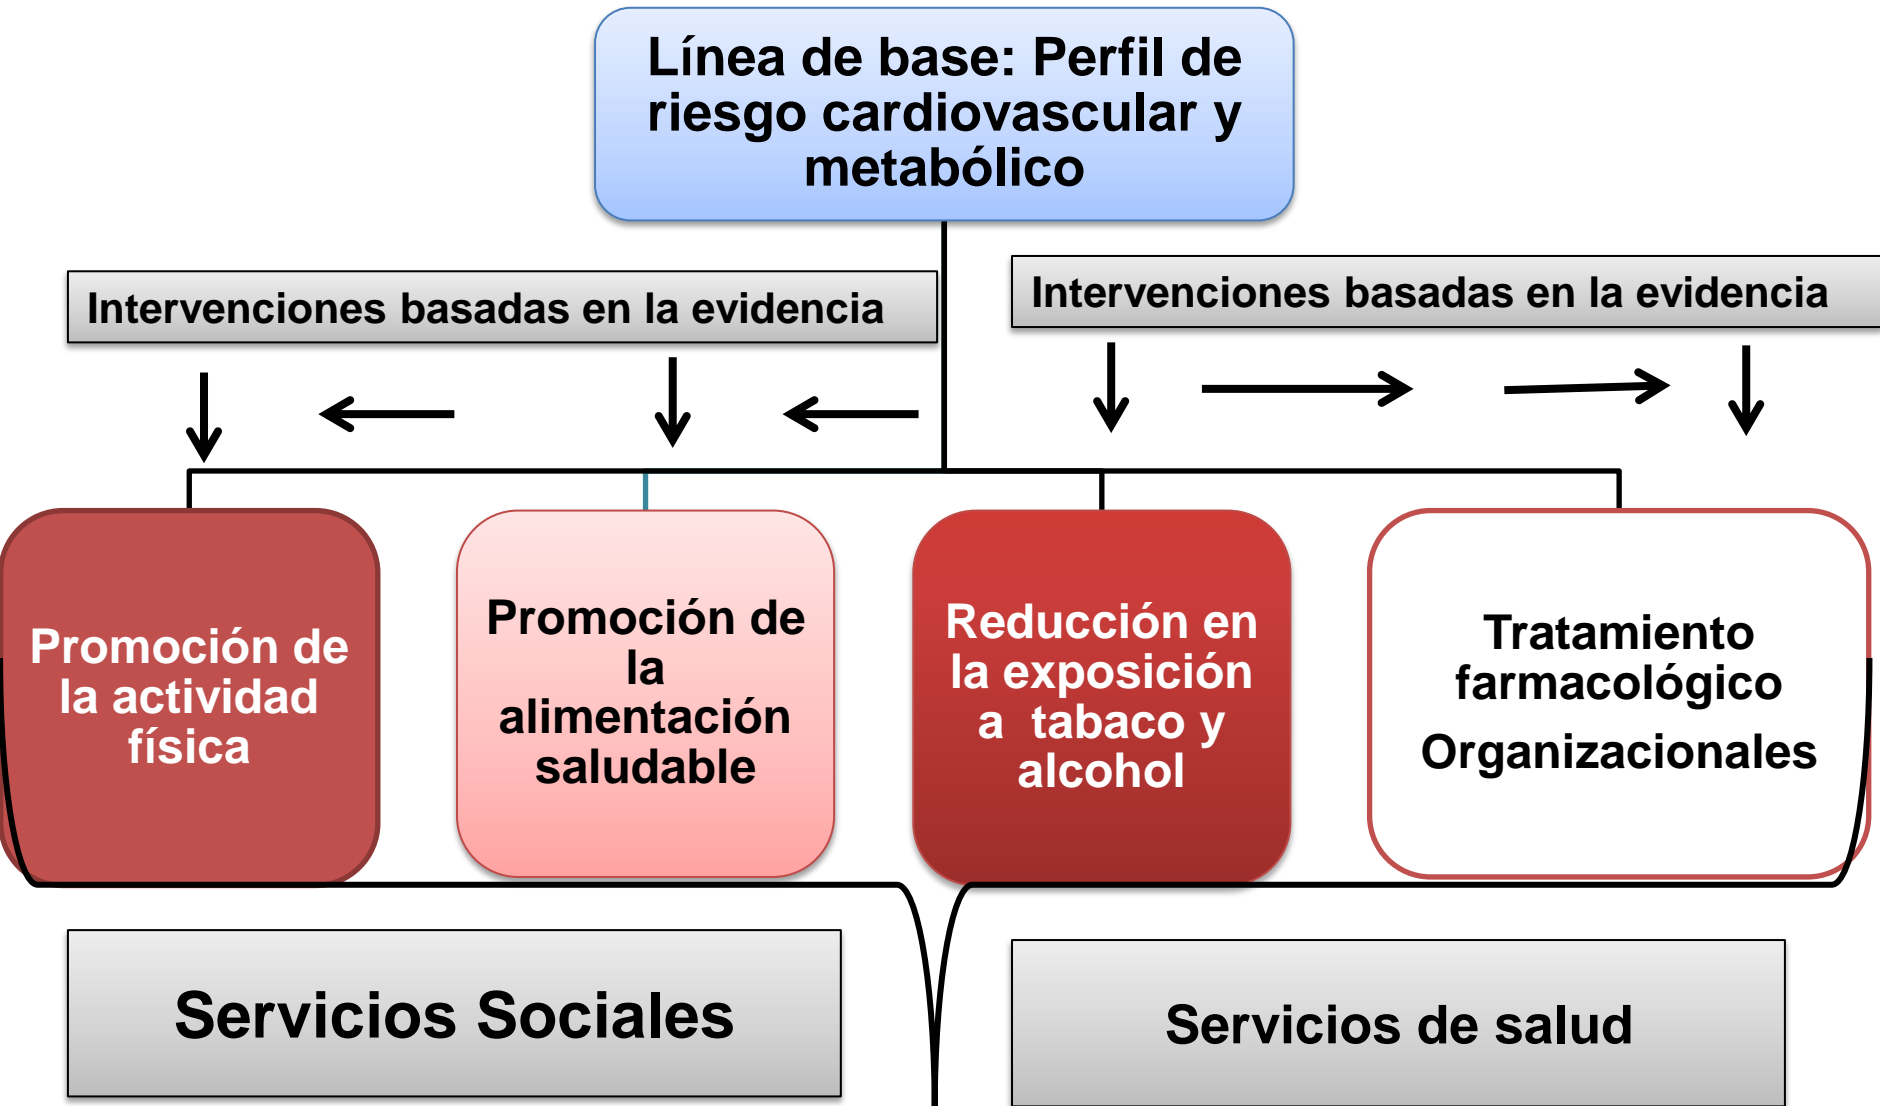 Línea de base: Perfil de
riesgo cardiovascular y
metabólico
Intervenciones basadas en la evidencia
Intervenciones basadas en la evidencia
Promoción de
la actividad
física
Promoción de
la
alimentación
saludable
Reducción en
la exposición
a tabaco y
alcohol
Tratamiento
farmacológico
Organizacionales
Servicios Sociales
Servicios de salud